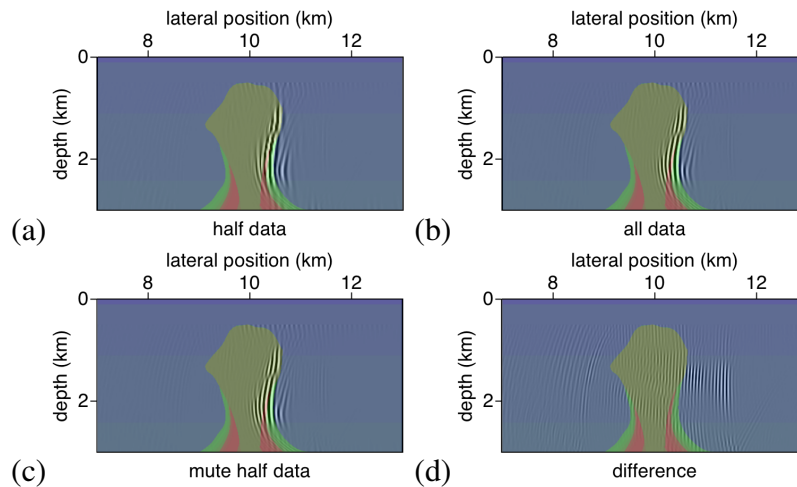 lateral position (km)
8 10 12
0
2
depth (km)
(a)
half data
lateral position (km)
8 10 12
0
2
depth (km)
(b)
all data
lateral position (km)
8 10 12
0
2
depth (km)
(c)
mute half data
lateral position (km)
8 10 12
0
2
depth (km)
(d)
difference